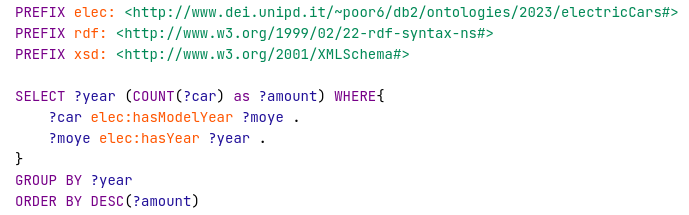 PREFIX elec: <http://www.dei.unipd.it/~poor6/db2/ontologies/2023/electricCars#>
PREFIX rdf: <http://www.w3.org/1999/02/22-rdf-syntax-ns#>
PREFIX xsd: <http://www.w3.org/2001/XMLSchema#>

SELECT ?year (COUNT(?car) as ?amount) WHERE{
    ?car elec:hasModelYear ?moye .
    ?moye elec:hasYear ?year .
}
GROUP BY ?year
ORDER BY DESC(?amount)